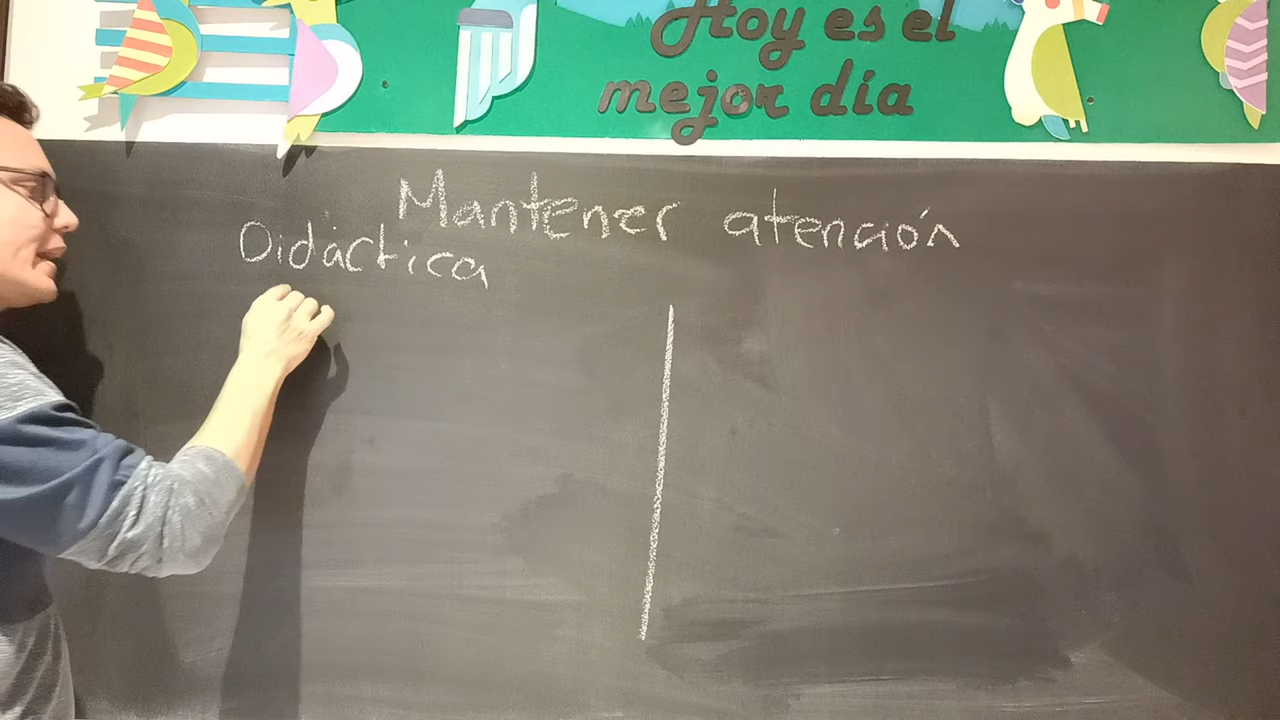 Hoy es el
mejor día
Mantener atención
Didáctica